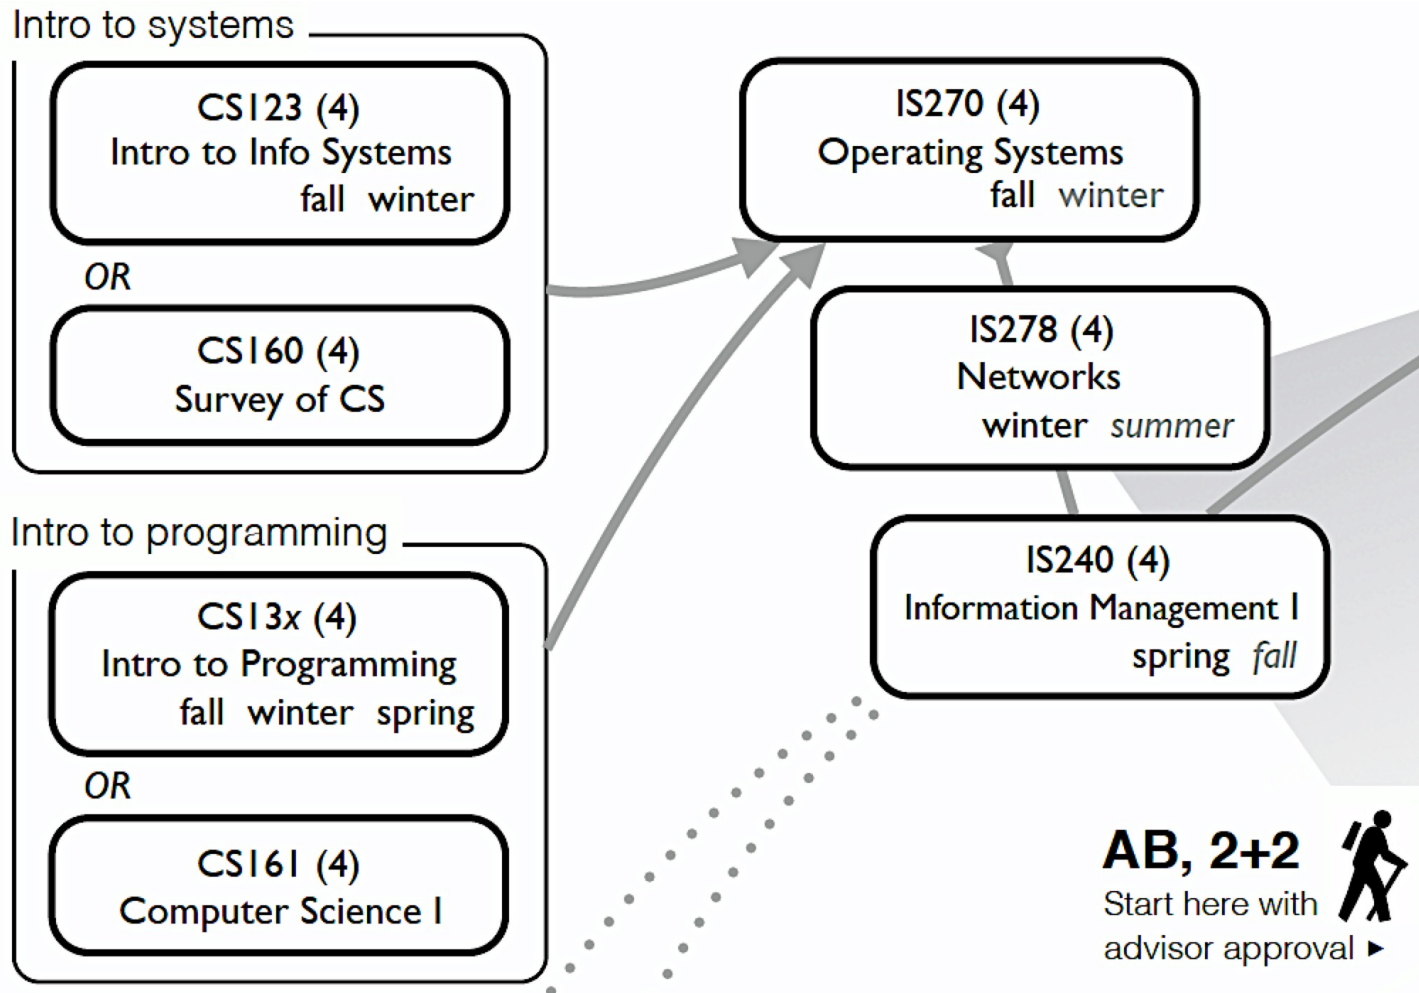 Intro to systems
CS123 (4)
Intro to Info Systems
fall winter
OR
CS160 (4)
Survey of CS
Intro to programming
CS13x (4)
Intro to Programming
fall winter spring
OR
CS161 (4)
Computer Science I
IS270 (4)
Operating Systems
fall winter
IS278 (4)
Networks
winter summer
IS240 (4)
Information Management I
spring fall
AB, 2+2
Start here with
advisor approval ►